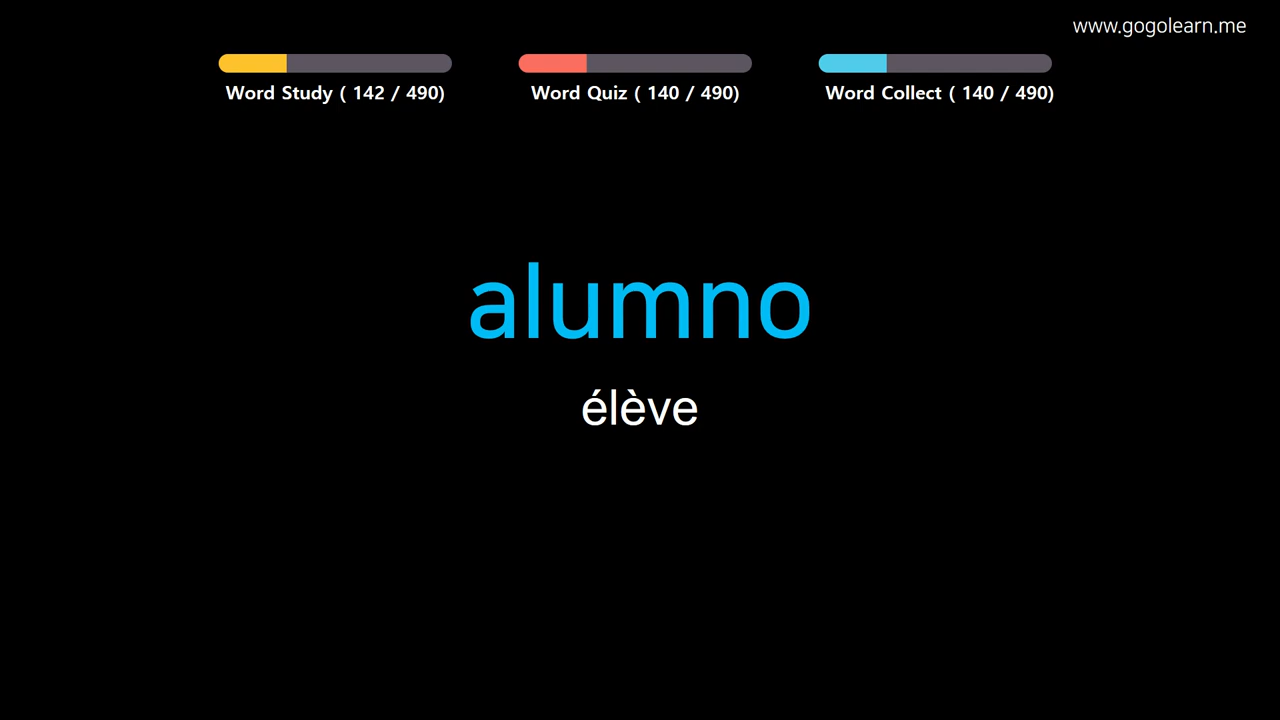 www.gogolearn.me
Word Study ( 142 / 490)
Word Quiz ( 140 / 490)
Word Collect ( 140 / 490)
alumno
élève